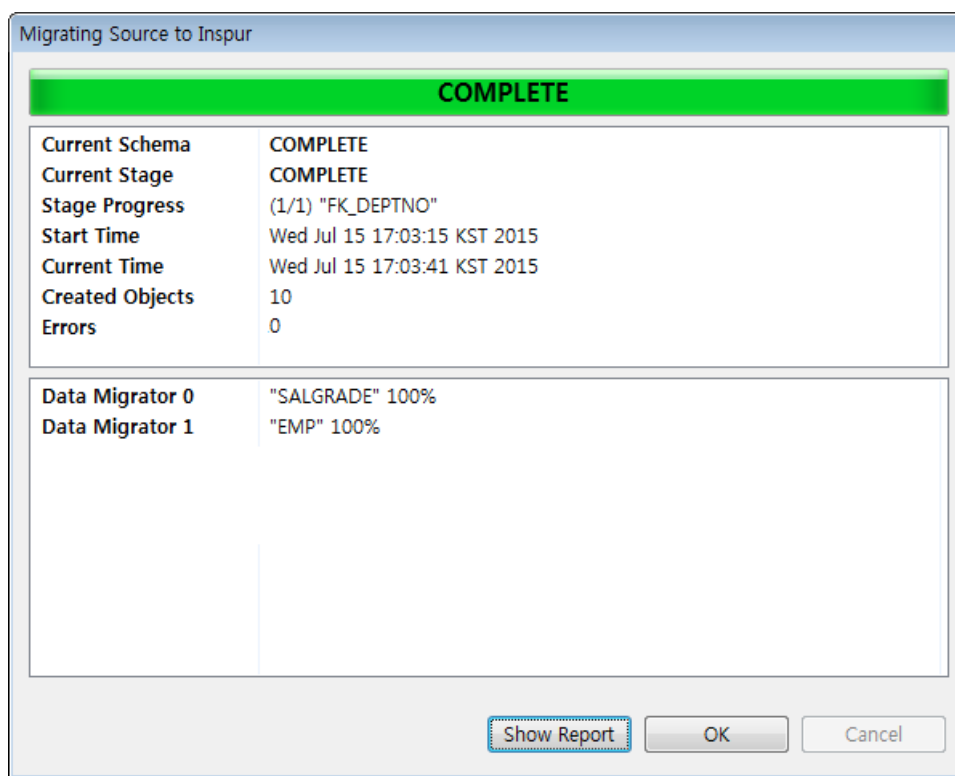 Migrating Source to Inspur
COMPLETE
Current Schema COMPLETE
Current Stage COMPLETE
Stage Progress (1/1) "FK_DEPTNO"
Start Time Wed Jul 15 17:03:15 KST 2015
Current Time Wed Jul 15 17:03:41 KST 2015
Created Objects 10
Errors 0
Data Migrator 0 "SALGRADE" 100%
Data Migrator 1 "EMP" 100%
Show Report OK Cancel